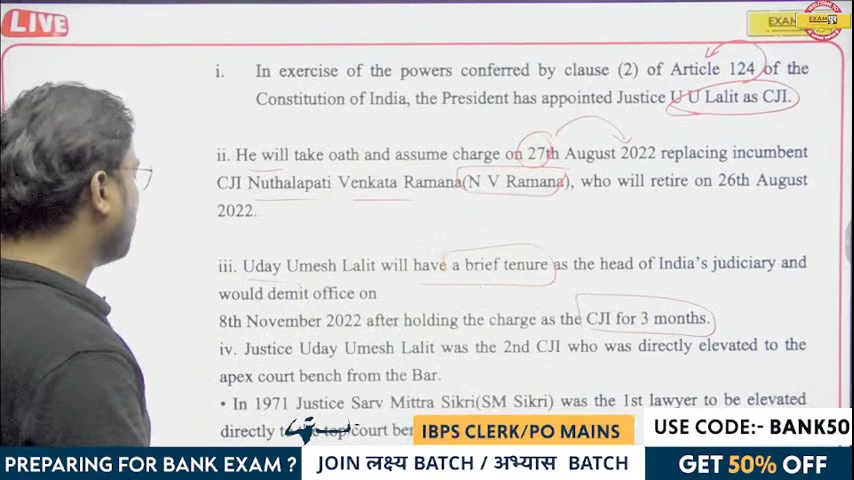 LIVE
EXAM
WELCOME TO
EXAM
i. In exercise of the powers conferred by clause (2) of Article 124 of the
Constitution of India, the President has appointed Justice U U Lalit as CJI.
ii. He will take oath and assume charge on 27th August 2022 replacing incumbent
CJI Nuthalapati Venkata Ramana(N V Ramana), who will retire on 26th August
2022.
iii. Uday Umesh Lalit will have a brief tenure as the head of India's judiciary and
would demit office on
8th November 2022 after holding the charge as the CJI for 3 months.
iv. Justice Uday Umesh Lalit was the 2nd CJI who was directly elevated to the
apex court bench from the Bar.
• In 1971 Justice Sarv Mittra Sikri(SM Sikri) was the 1st lawyer to be elevated
directly top court
IBPS CLERK/PO MAINS
USE CODE:- BANK50
PREPARING FOR BANK EXAM ?
JOIN लक्ष्य BATCH / अभ्यास BATCH
GET 50% OFF